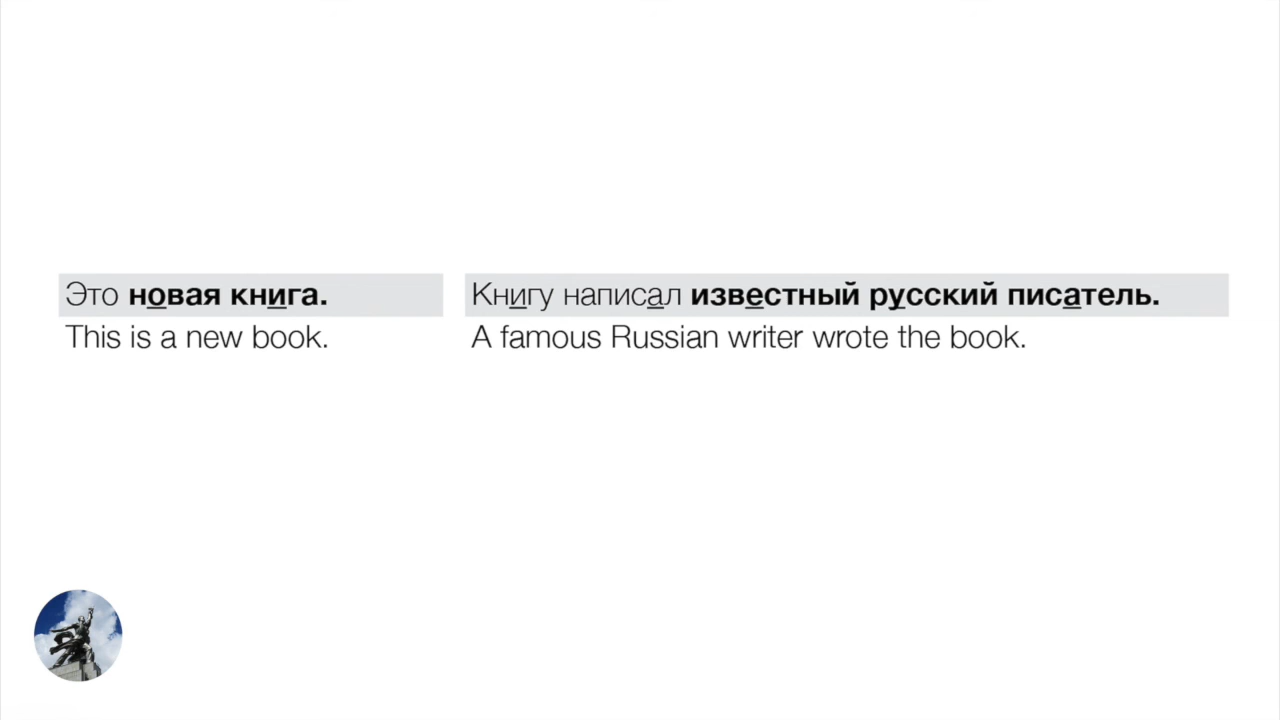 Это новая книга.
This is a new book.
Книгу написал известный русский писатель.
A famous Russian writer wrote the book.